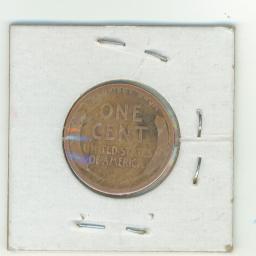 ONE
CENT
UNITED STATES
OF AMERICA